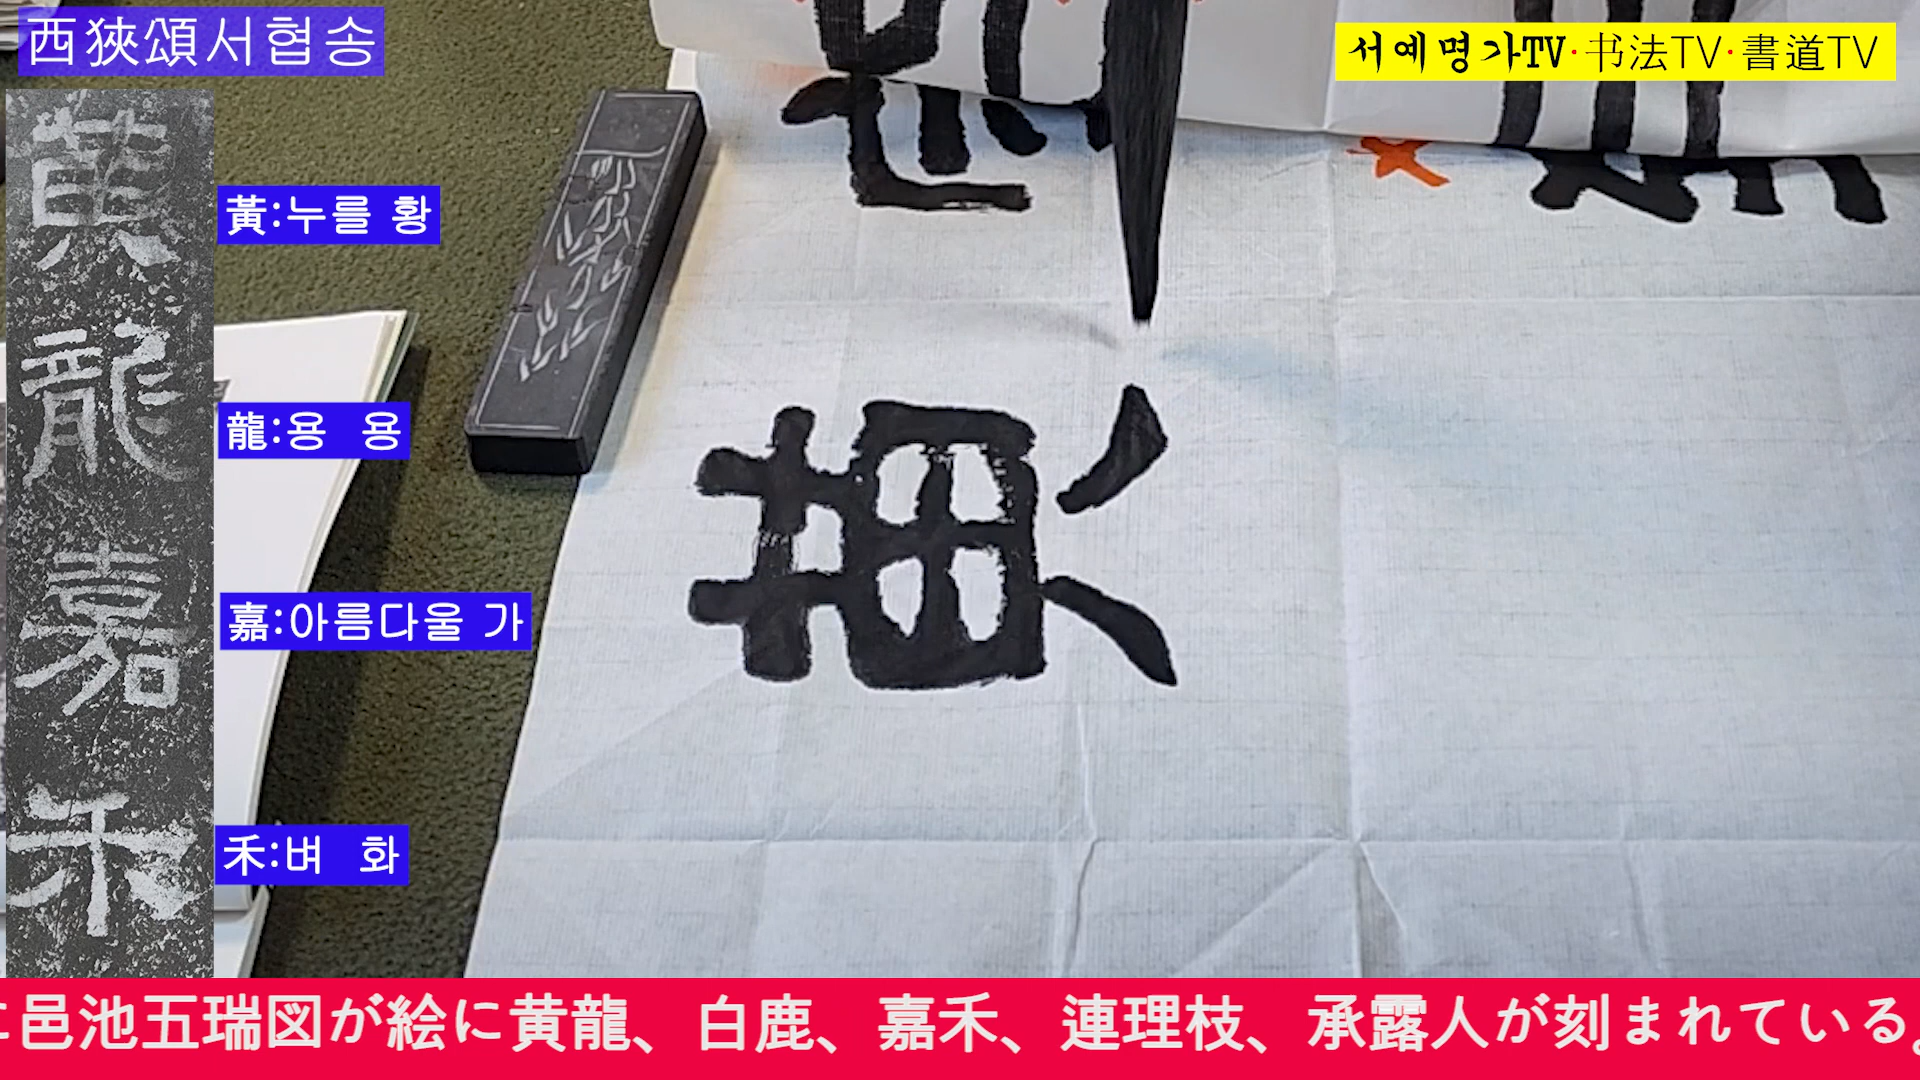 西狹頌서협송
서예명가TV·书法TV·書道TV
黃龍嘉禾
黃:누를 황
龍:용 용
嘉:아름다울 가
禾:벼 화
黃
に邑池五瑞図が絵に黄龍、白鹿、嘉禾、連理枝、承露人が刻まれている。